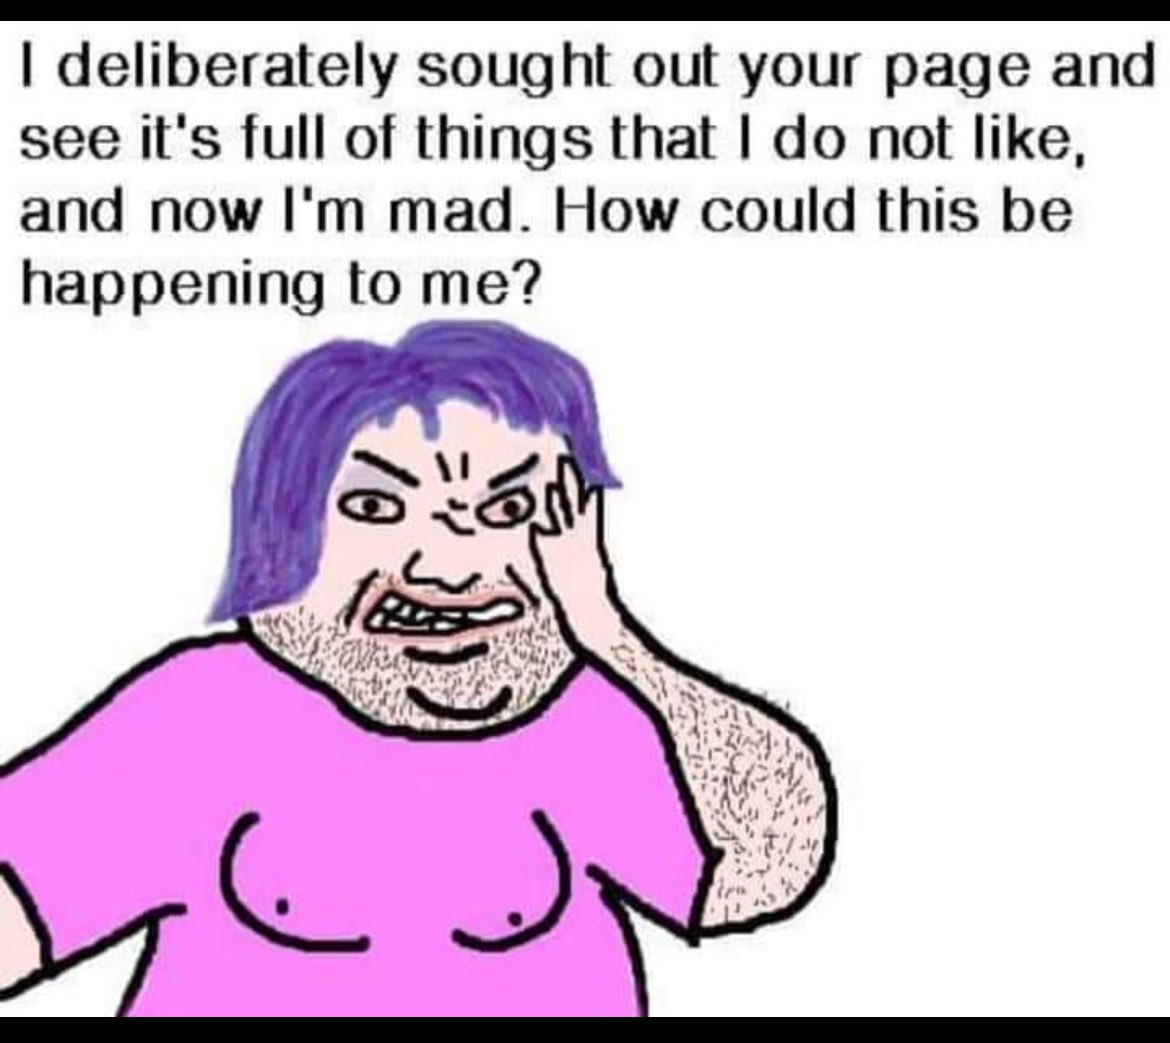 I deliberately sought out your page and
see it's full of things that I do not like,
and now I'm mad. How could this be
happening to me?